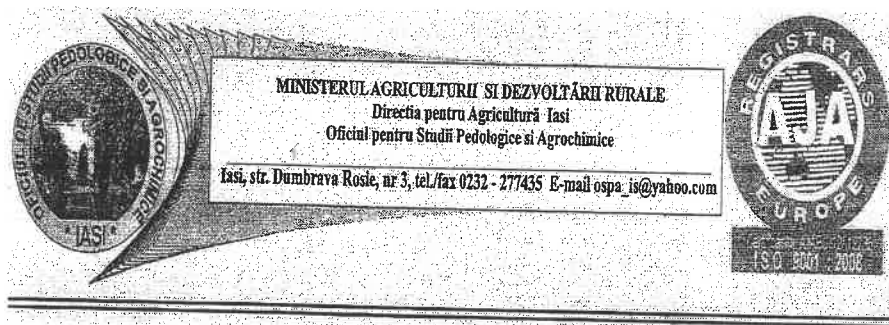 OFICIUL DE STUDII PEDOLOGICE SI AGROCHIMICE
* IASI *
MINISTERUL AGRICULTURII SI DEZVOLTĂRII RURALE
Directia pentru Agricultură Iasi
Oficiul pentru Studii Pedologice si Agrochimice
Iasi, str. Dumbrava Rosie, nr 3, tel./fax 0232 - 277435 E-mail ospa_is@yahoo.com
REGISTRARS
AJA
EUROPE
ISO 9001 : 2008